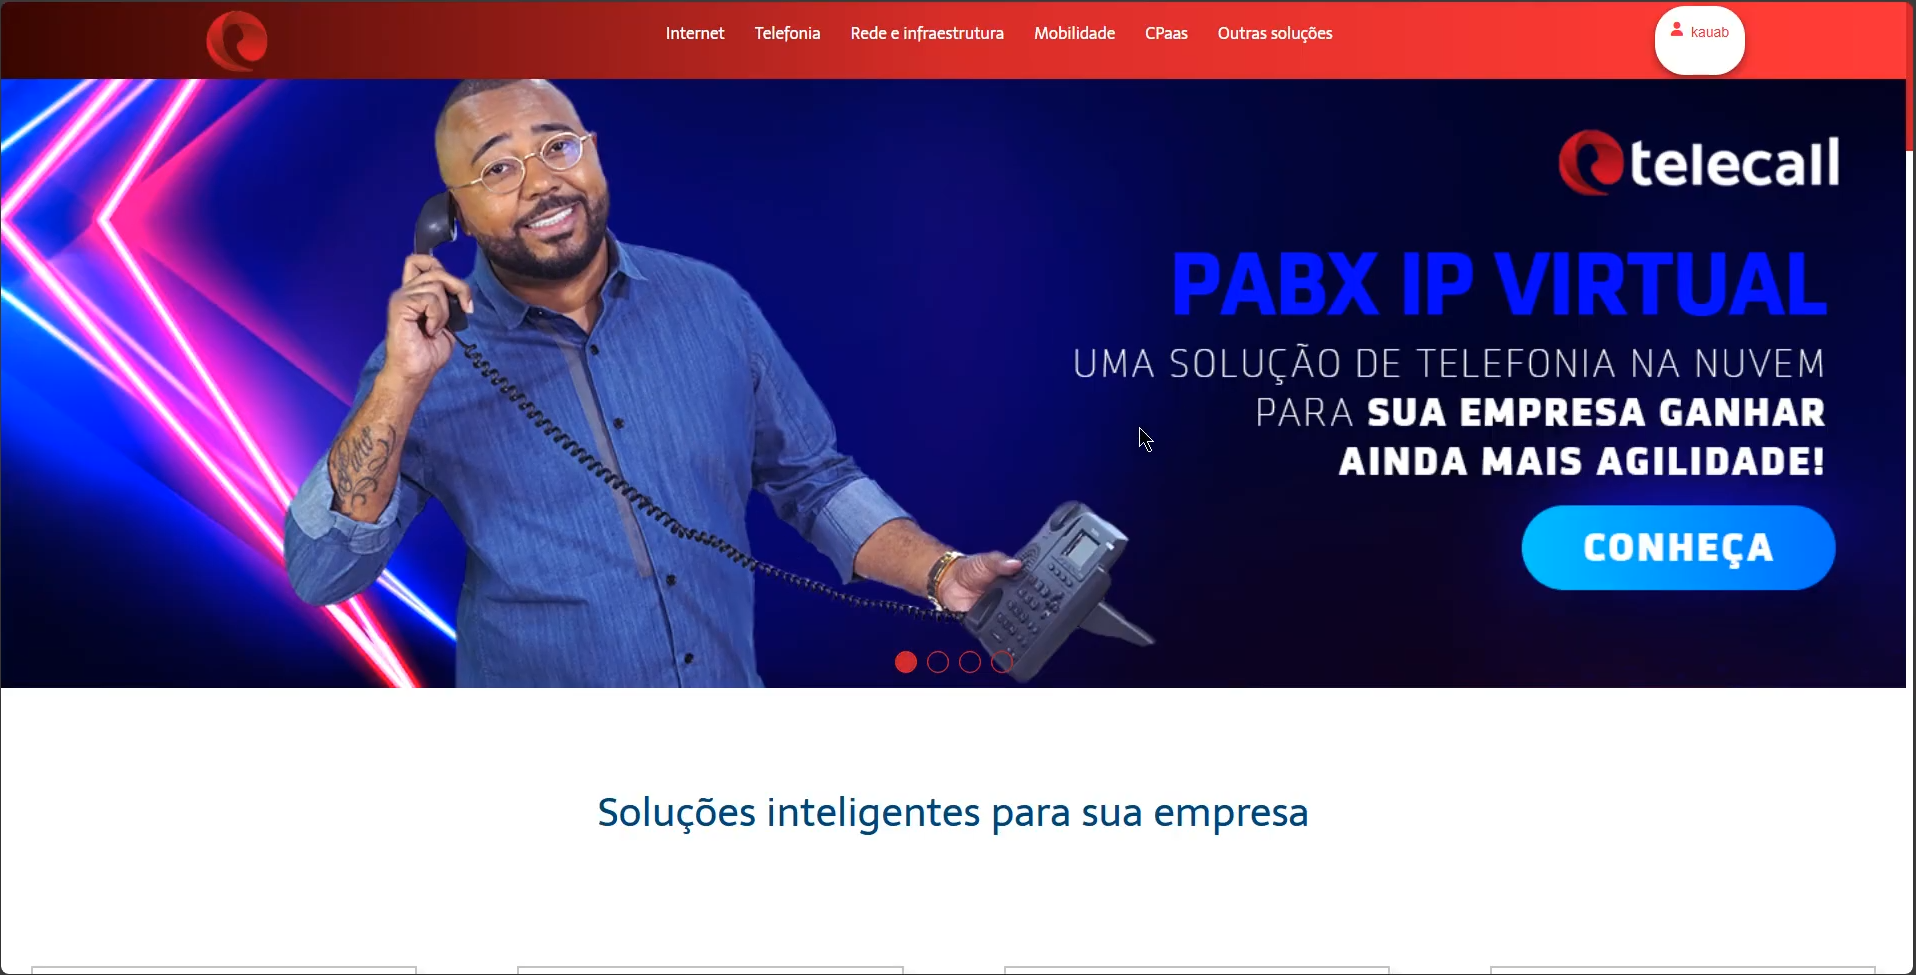 Internet Telefonia Rede e infraestrutura Mobilidade CPaas Outras soluções kauab
telecall
PABX IP VIRTUAL
UMA SOLUÇÃO DE TELEFONIA NA NUVEM
PARA SUA EMPRESA GANHAR
AINDA MAIS AGILIDADE!
CONHEÇA
Soluções inteligentes para sua empresa